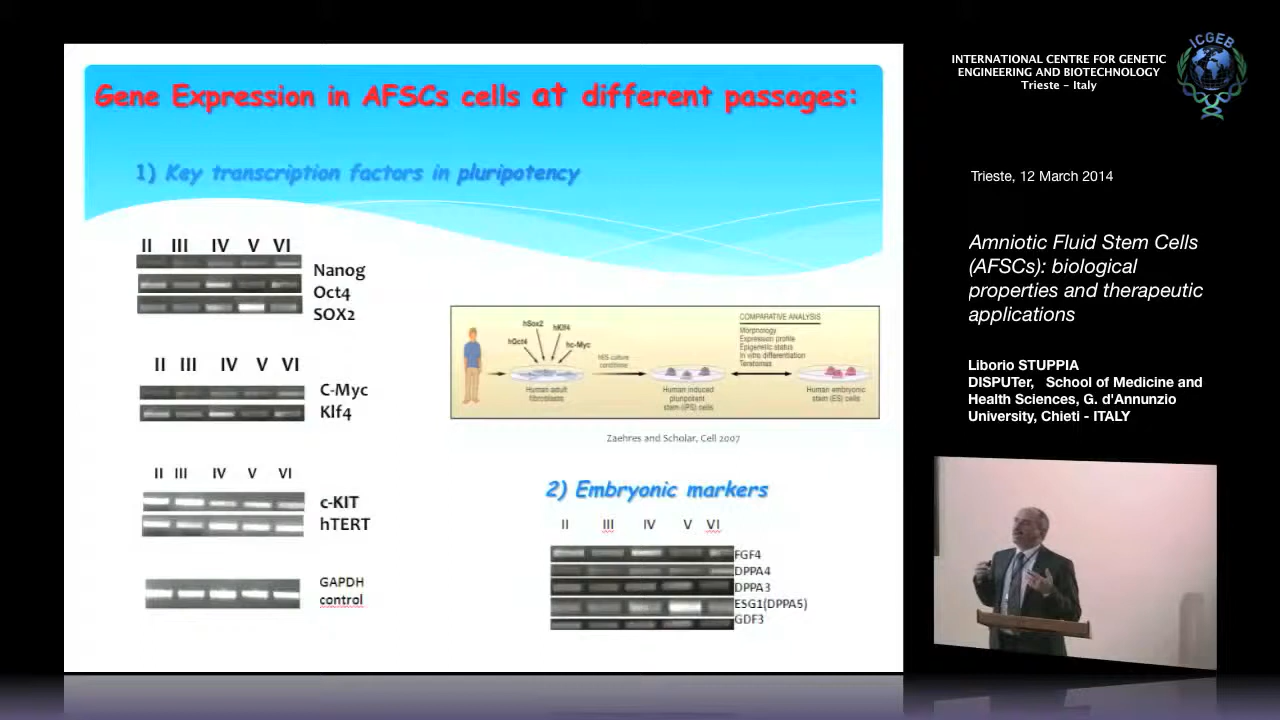 Gene Expression in AFSCs cells at different passages:
1) Key transcription factors in pluripotency
II III IV V VI
Nanog
Oct4
SOX2
II III IV V VI
C-Myc
Klf4
II III IV V VI
c-KIT
hTERT
GAPDH
control
hSox2
hKlf4
hOct4
hc-Myc
hES culture
conditions
Human adult
fibroblasts
Human induced
pluripotent
stem (iPS) cells
COMPARATIVE ANALYSIS
Morphology
Expression profile
Epigenetic status
In vitro differentiation
Teratomas
Human embryonic
stem (ES) cells
Zaehres and Scholar, Cell 2007
2) Embryonic markers
II III IV V VI
FGF4
DPPA4
DPPA3
ESG1(DPPA5)
GDF3
INTERNATIONAL CENTRE FOR GENETIC
ENGINEERING AND BIOTECHNOLOGY
Trieste - Italy
ICGEB
Trieste, 12 March 2014
Amniotic Fluid Stem Cells
(AFSCs): biological
properties and therapeutic
applications
Liborio STUPPIA
DISPUTer, School of Medicine and
Health Sciences, G. d'Annunzio
University, Chieti - ITALY